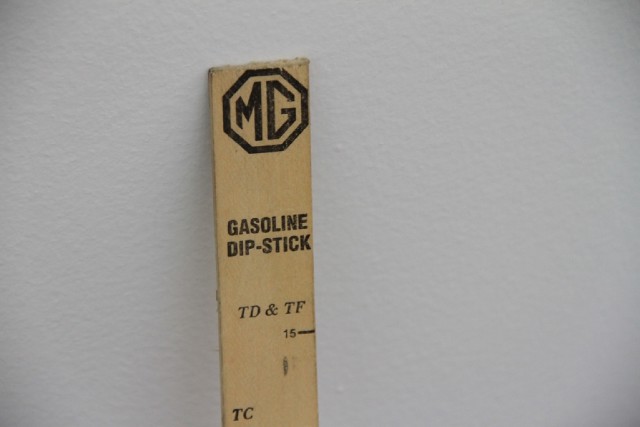 MG
GASOLINE
DIP-STICK
TD & TF
15
TC